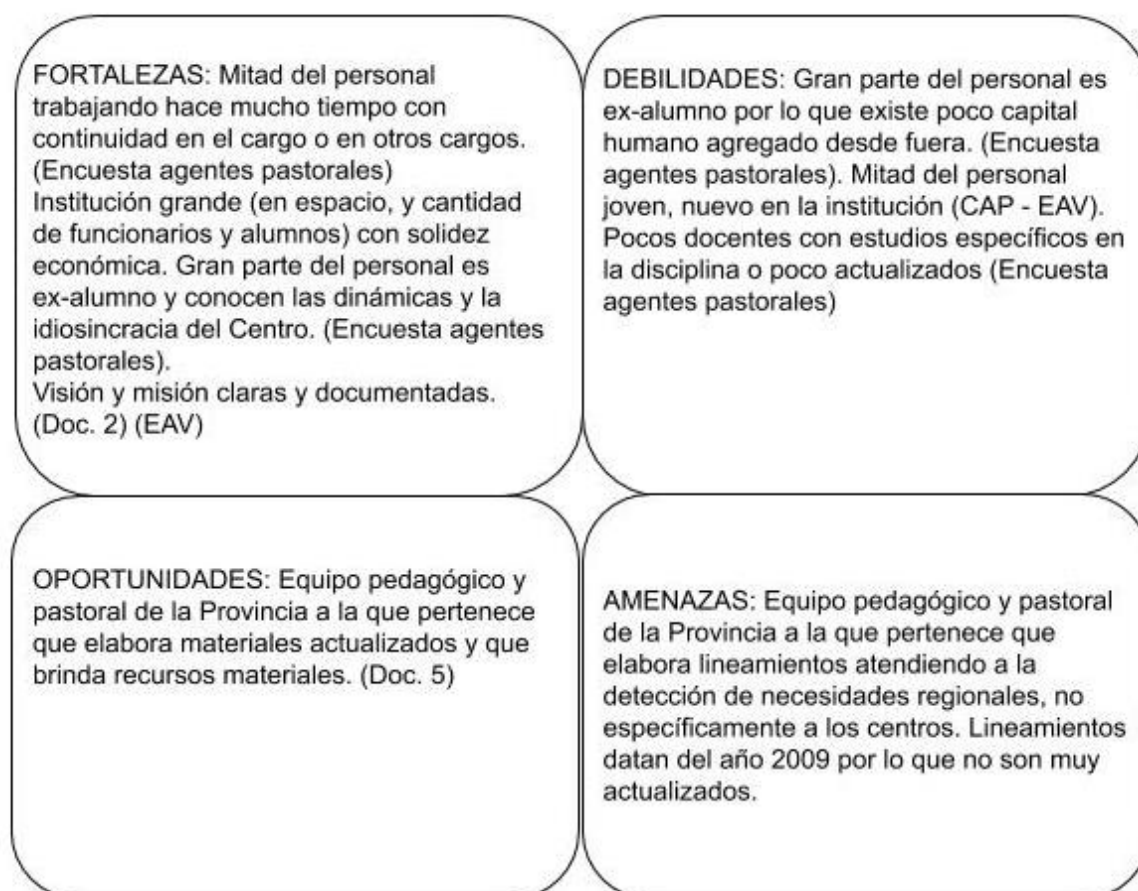 FORTALEZAS: Mitad del personal
trabajando hace mucho tiempo con
continuidad en el cargo o en otros cargos.
(Encuesta agentes pastorales)
Institución grande (en espacio, y cantidad
de funcionarios y alumnos) con solidez
económica. Gran parte del personal es
ex-alumno y conocen las dinámicas y la
idiosincracia del Centro. (Encuesta agentes
pastorales).
Visión y misión claras y documentadas.
(Doc. 2) (EAV)
DEBILIDADES: Gran parte del personal es
ex-alumno por lo que existe poco capital
humano agregado desde fuera. (Encuesta
agentes pastorales). Mitad del personal
joven, nuevo en la institución (CAP - EAV).
Pocos docentes con estudios específicos en
la disciplina o poco actualizados (Encuesta
agentes pastorales)
OPORTUNIDADES: Equipo pedagógico y
pastoral de la Provincia a la que pertenece
que elabora materiales actualizados y que
brinda recursos materiales. (Doc. 5)
AMENAZAS: Equipo pedagógico y pastoral
de la Provincia a la que pertenece que
elabora lineamientos atendiendo a la
detección de necesidades regionales, no
específicamente a los centros. Lineamientos
datan del año 2009 por lo que no son muy
actualizados.